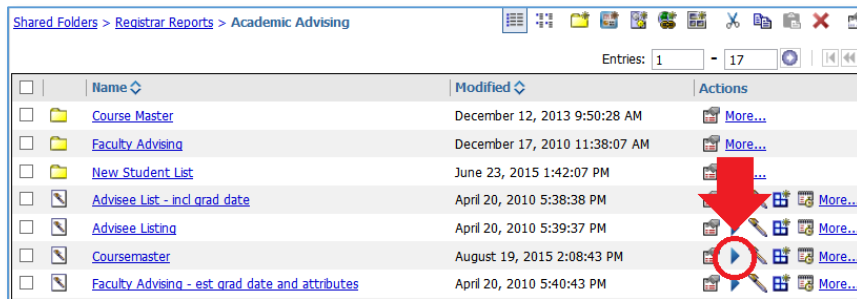 Shared Folders > Registrar Reports > Academic Advising
Entries: 1 - 17
Name Modified Actions
Course Master December 12, 2013 9:50:28 AM More...
Faculty Advising December 17, 2010 11:38:07 AM More...
New Student List June 23, 2015 1:42:07 PM ...
Advisee List - incl grad date April 20, 2010 5:38:38 PM More...
Advisee Listing April 20, 2010 5:39:37 PM More...
Coursemaster August 19, 2015 2:08:43 PM More...
Faculty Advising - est grad date and attributes April 20, 2010 5:40:43 PM More...